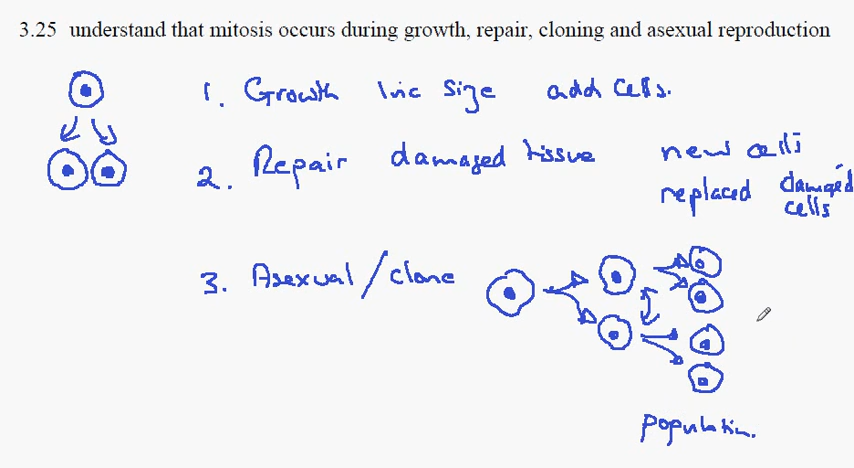 3.25 understand that mitosis occurs during growth, repair, cloning and asexual reproduction
1. Growth Inc size add cells.
2. Repair damaged tissue new cells
replaced damaged
cells
3. Asexual/clone
Population.